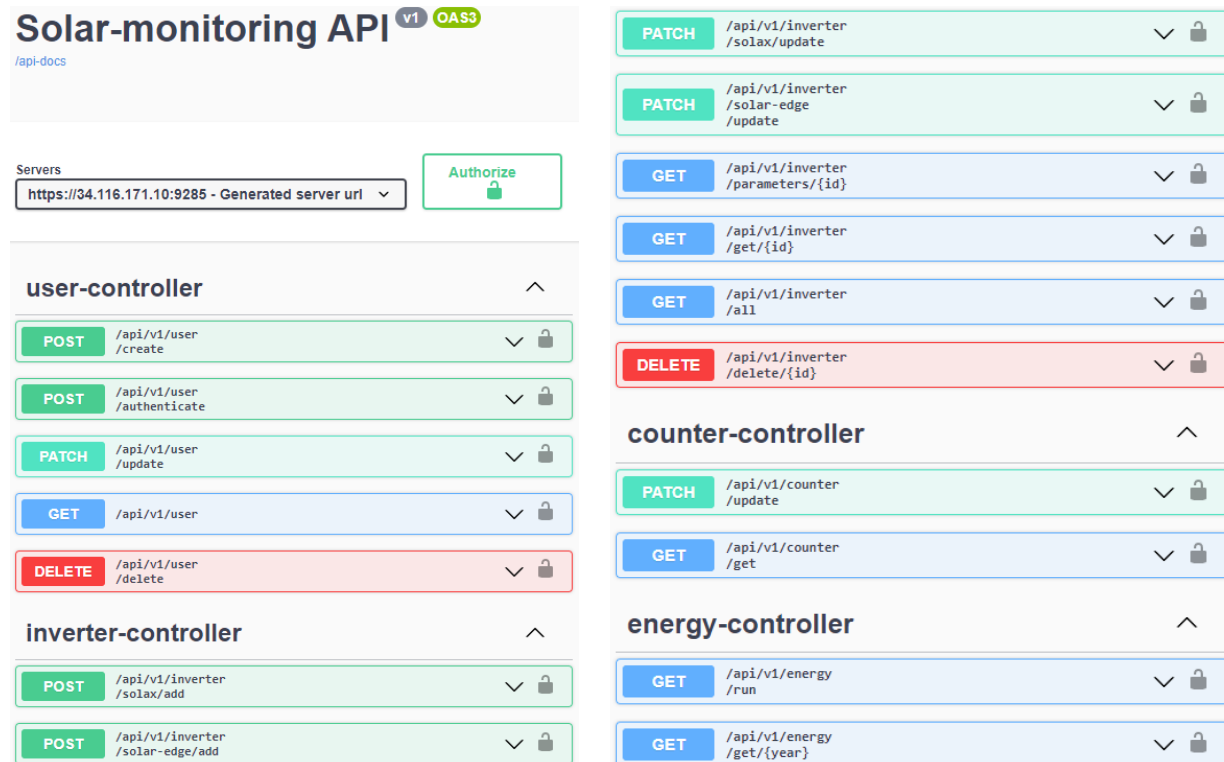 Solar-monitoring API v1 OAS3
/api-docs
Servers
https://34.116.171.10:9285 - Generated server url
Authorize
user-controller
POST /api/v1/user
/create
POST /api/v1/user
/authenticate
PATCH /api/v1/user
/update
GET /api/v1/user
DELETE /api/v1/user
/delete
inverter-controller
POST /api/v1/inverter
/solax/add
POST /api/v1/inverter
/solar-edge/add
PATCH /api/v1/inverter
/solax/update
PATCH /api/v1/inverter
/solar-edge
/update
GET /api/v1/inverter
/parameters/{id}
GET /api/v1/inverter
/get/{id}
GET /api/v1/inverter
/all
DELETE /api/v1/inverter
/delete/{id}
counter-controller
PATCH /api/v1/counter
/update
GET /api/v1/counter
/get
energy-controller
GET /api/v1/energy
/run
GET /api/v1/energy
/get/{year}